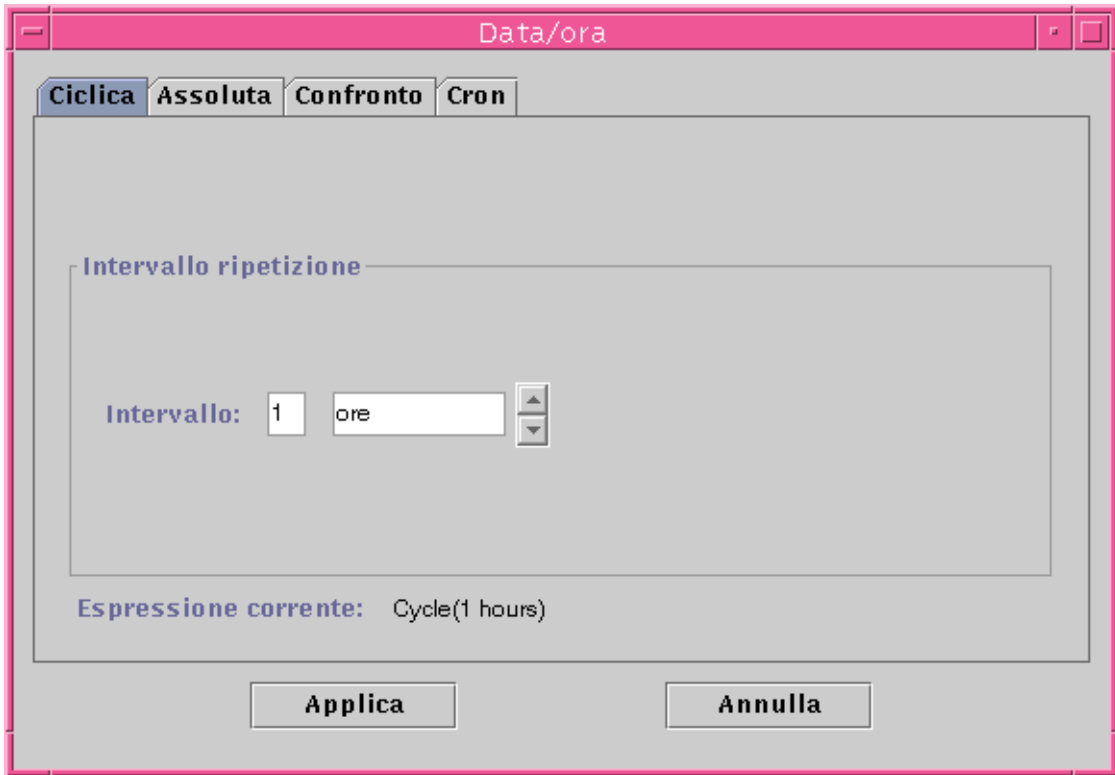 Data/ora
Ciclica Assoluta Confronto Cron
Intervallo ripetizione
Intervallo: 1 ore
Espressione corrente: Cycle(1 hours)
Applica Annulla